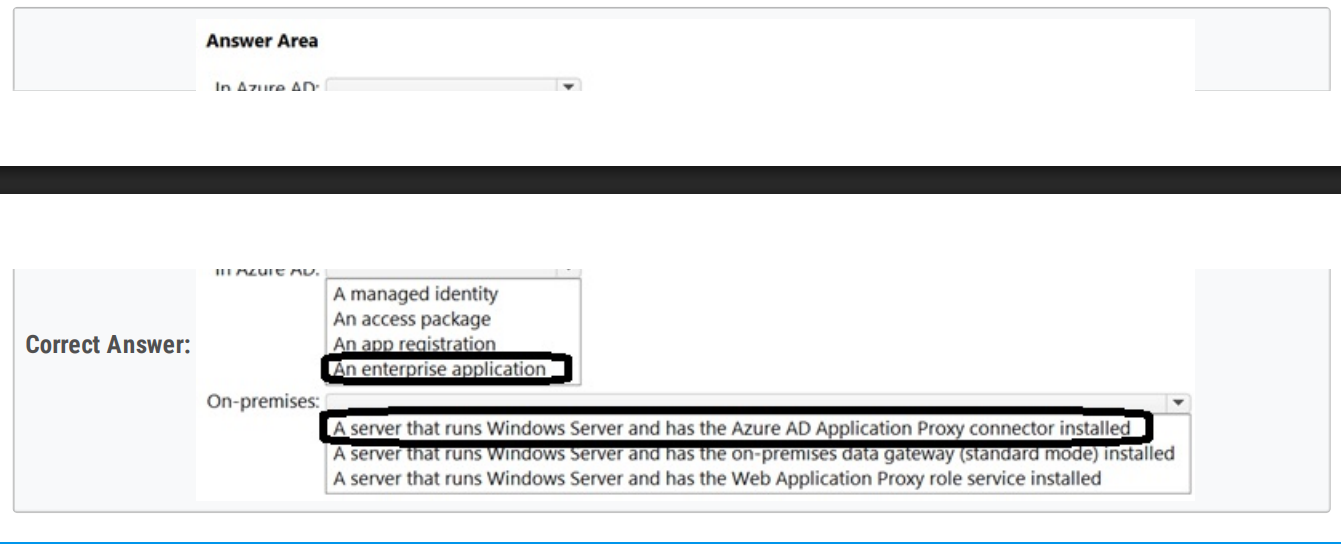 Answer Area
In Azure AD:
In Azure AD:
A managed identity
An access package
Correct Answer:
An app registration
An enterprise application
On-premises:
A server that runs Windows Server and has the Azure AD Application Proxy connector installed
A server that runs Windows Server and has the on-premises data gateway (standard mode) installed
A server that runs Windows Server and has the Web Application Proxy role service installed